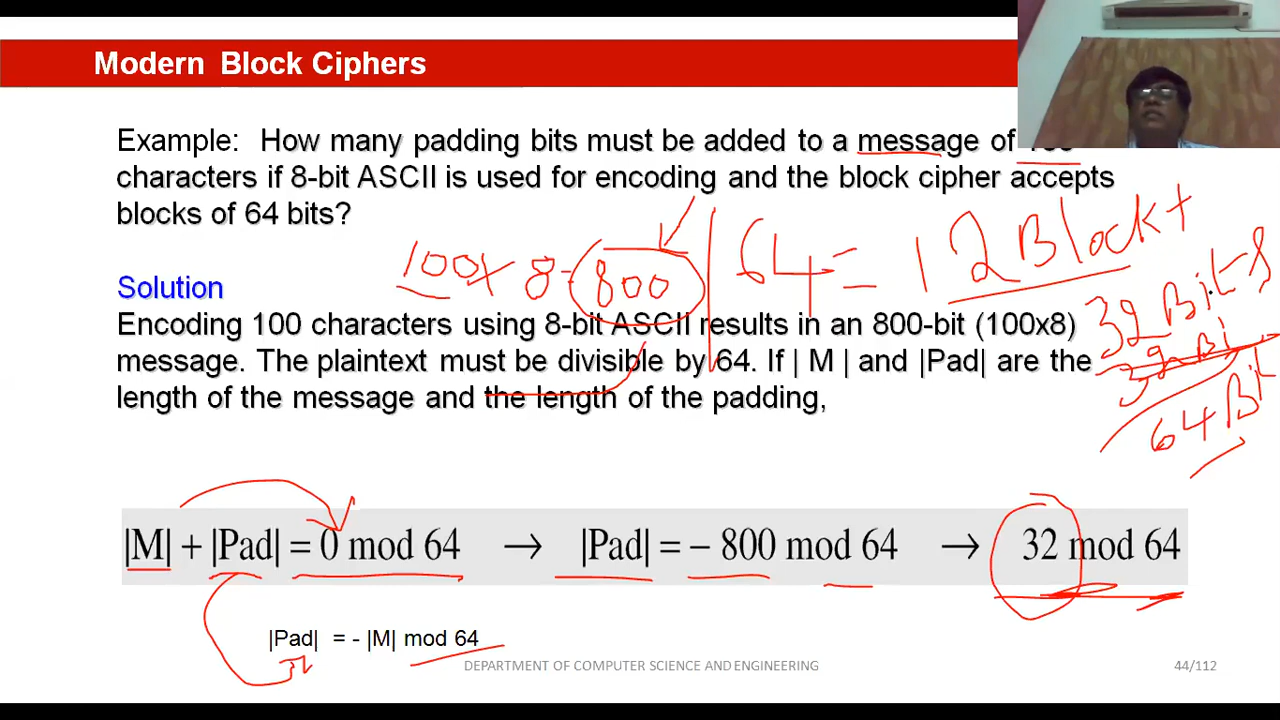 Modern Block Ciphers
Example: How many padding bits must be added to a message of
characters if 8-bit ASCII is used for encoding and the block cipher accepts
blocks of 64 bits?
100 x 8 = 800 64 = 12 Block +
32 Bits
32 Bi
64 Bit
Solution
Encoding 100 characters using 8-bit ASCII results in an 800-bit (100x8)
message. The plaintext must be divisible by 64. If | M | and |Pad| are the
length of the message and the length of the padding,
|M| + |Pad| = 0 mod 64 → |Pad| = − 800 mod 64 → 32 mod 64
|Pad| = - |M| mod 64
DEPARTMENT OF COMPUTER SCIENCE AND ENGINEERING
44/112